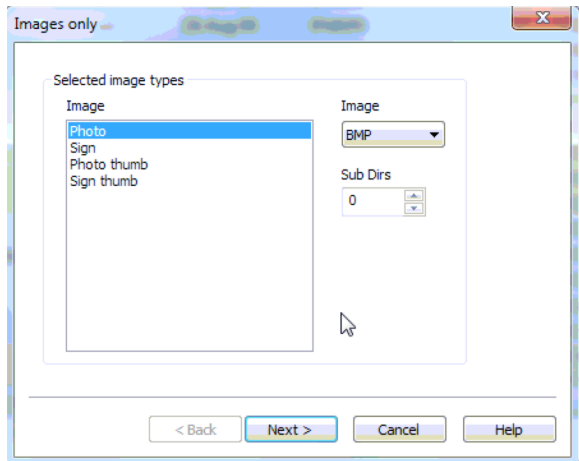 Images only
Selected image types
Image
Photo
Sign
Photo thumb
Sign thumb
Image
BMP
Sub Dirs
0
< Back
Next >
Cancel
Help